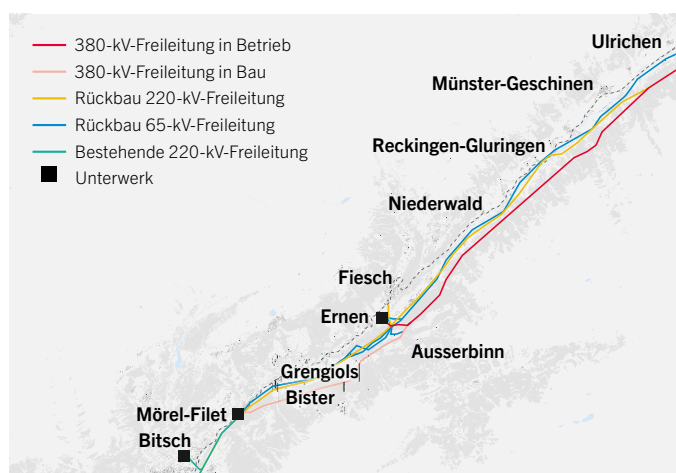 380-kV-Freileitung in Betrieb
380-kV-Freileitung in Bau
Rückbau 220-kV-Freileitung
Rückbau 65-kV-Freileitung
Bestehende 220-kV-Freileitung
Unterwerk
Ulrichen
Münster-Geschinen
Reckingen-Gluringen
Niederwald
Fiesch
Ernen
Ausserbinn
Grengiols
Bister
Mörel-Filet
Bitsch